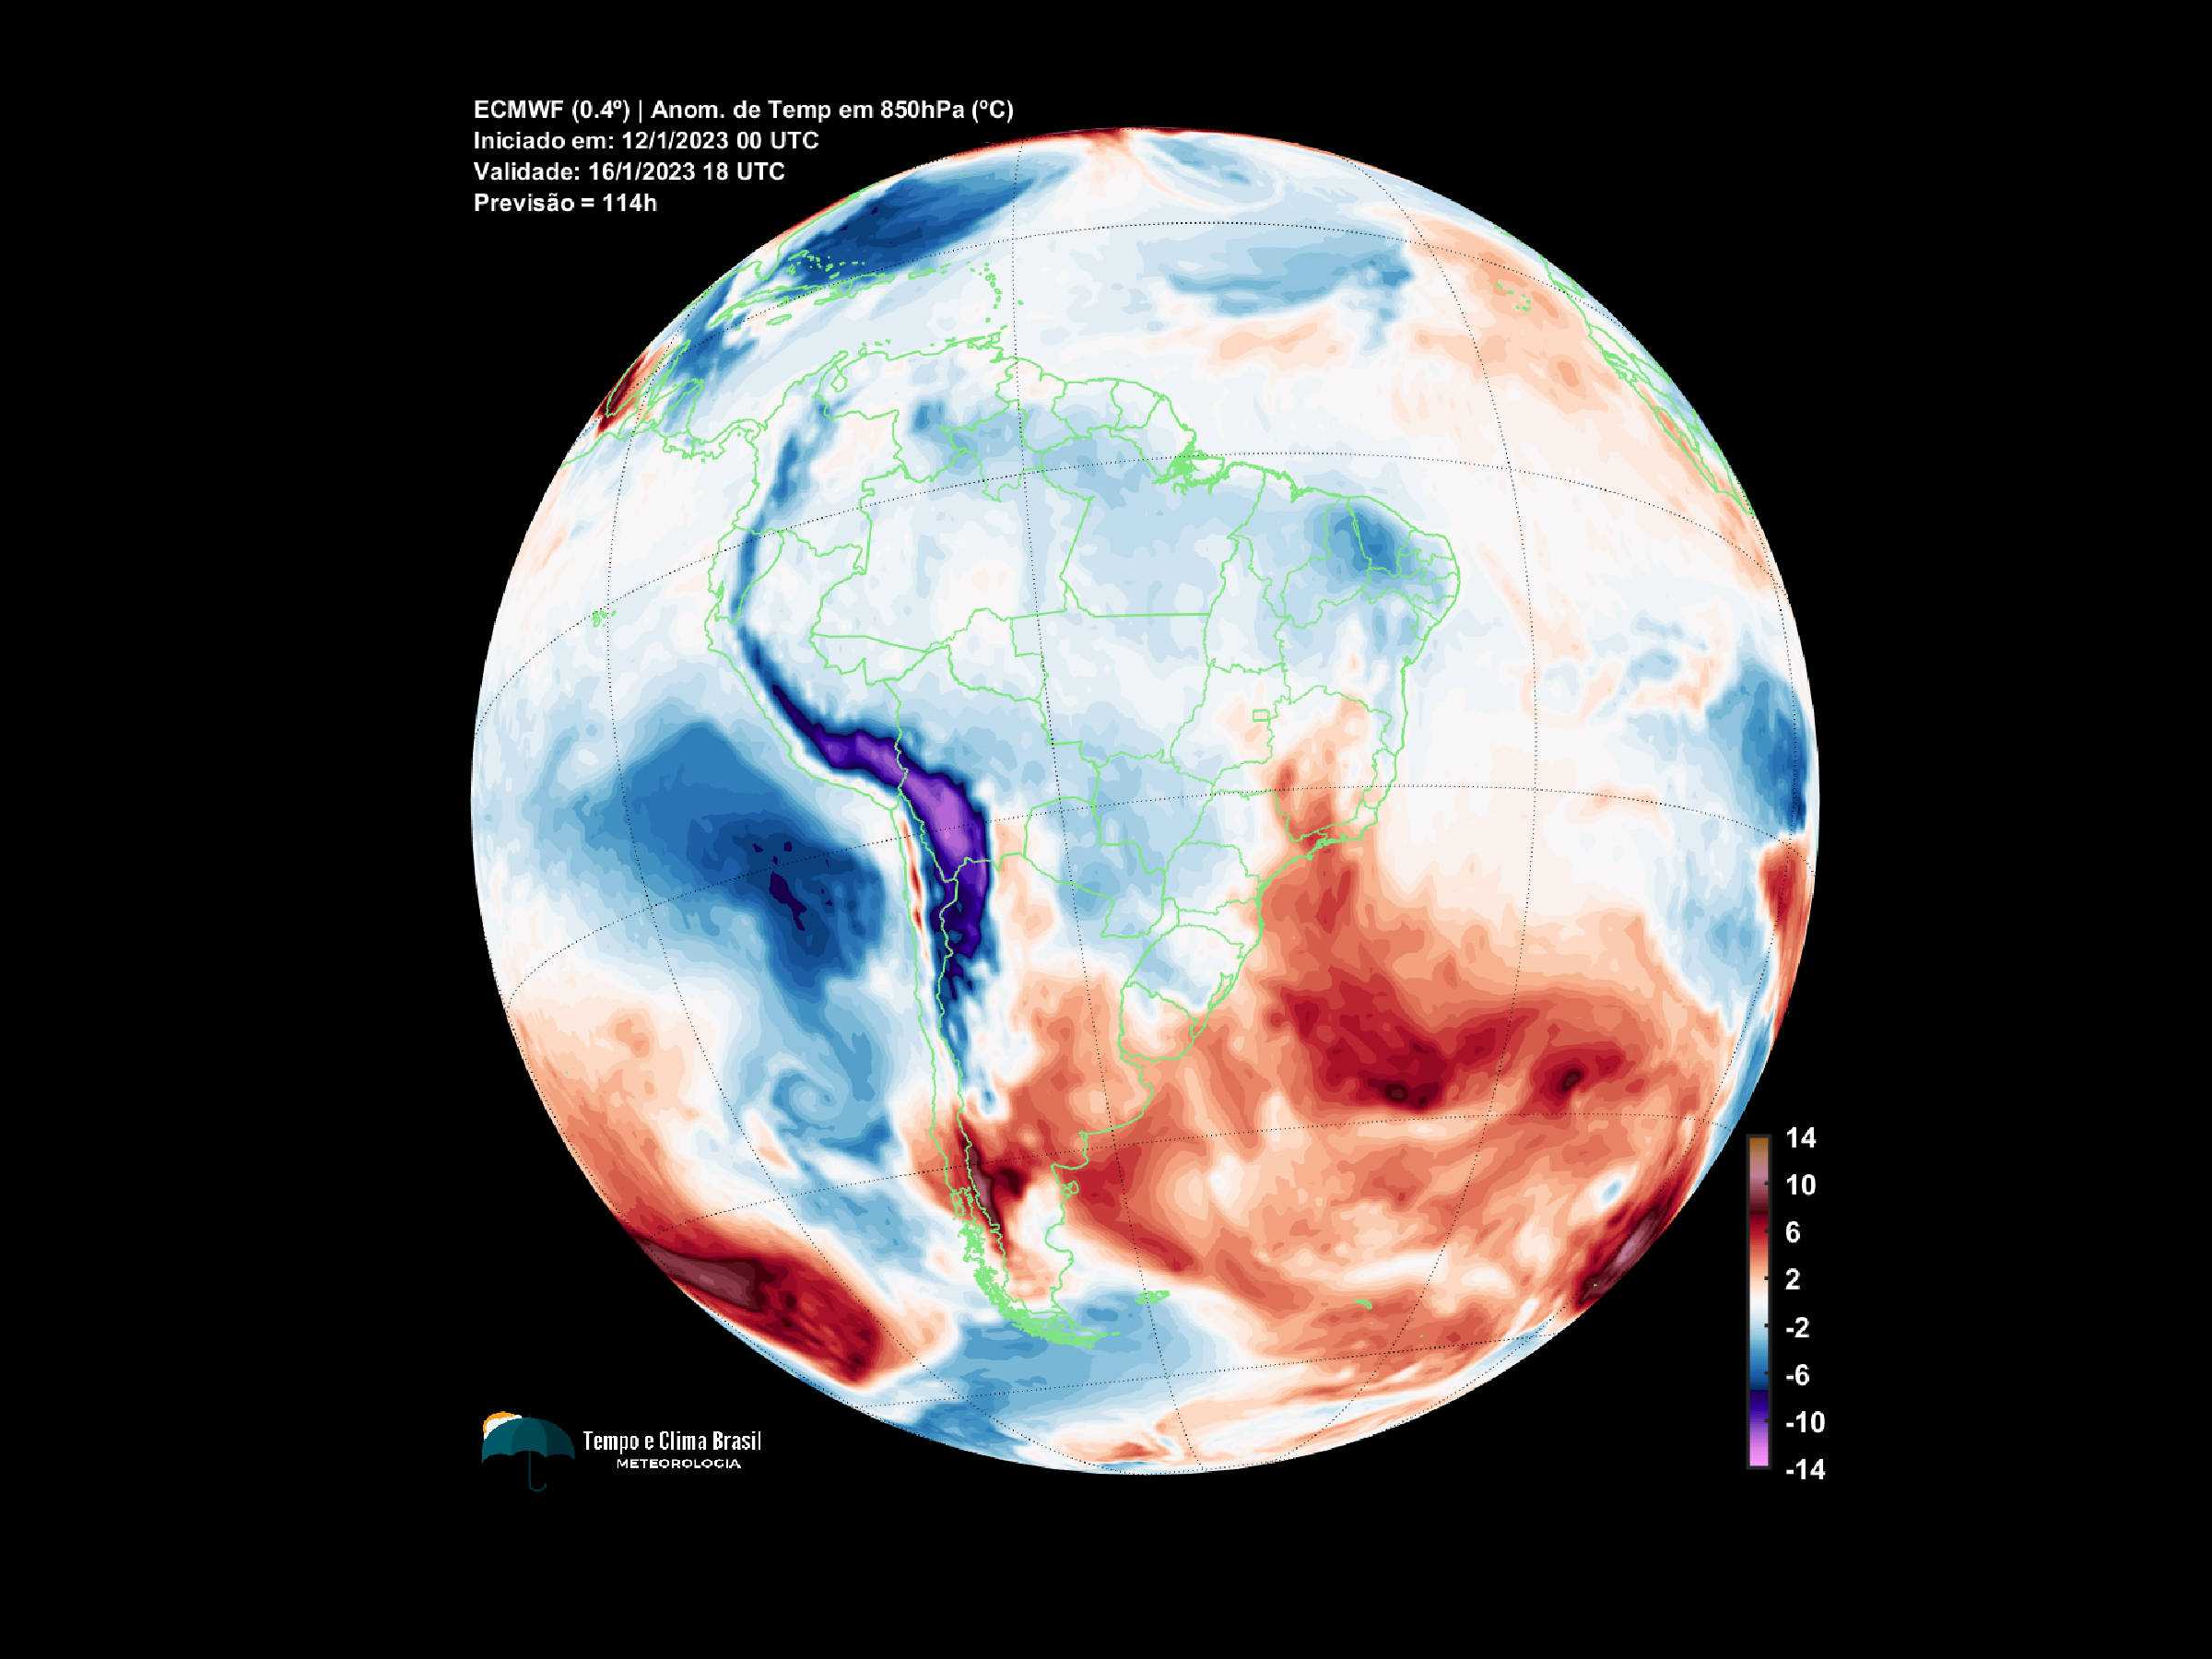 ECMWF (0.4º) | Anom. de Temp em 850hPa (ºC)
Iniciado em: 12/1/2023 00 UTC
Validade: 16/1/2023 18 UTC
Previsão = 114h
14
10
6
2
-2
-6
-10
-14
Tempo e Clima Brasil
METEOROLOGIA